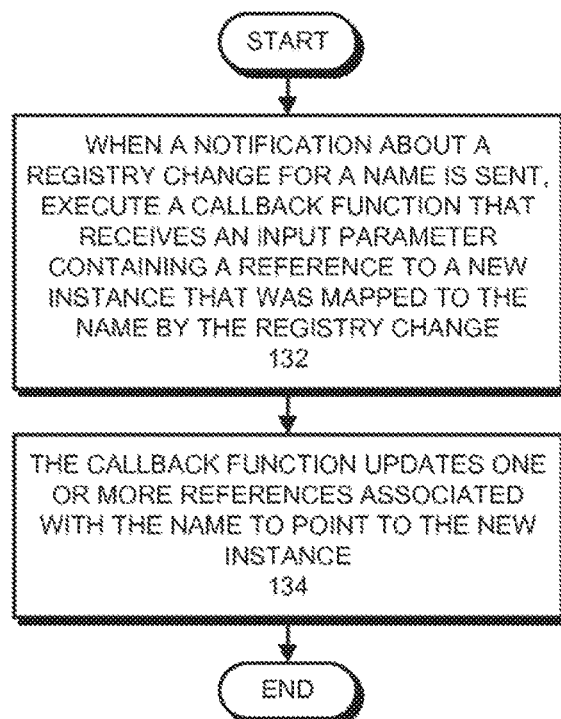 START
WHEN A NOTIFICATION ABOUT A
REGISTRY CHANGE FOR A NAME IS SENT,
EXECUTE A CALLBACK FUNCTION THAT
RECEIVES AN INPUT PARAMETER
CONTAINING A REFERENCE TO A NEW
INSTANCE THAT WAS MAPPED TO THE
NAME BY THE REGISTRY CHANGE
132
THE CALLBACK FUNCTION UPDATES ONE
OR MORE REFERENCES ASSOCIATED
WITH THE NAME TO POINT TO THE NEW
INSTANCE
134
END